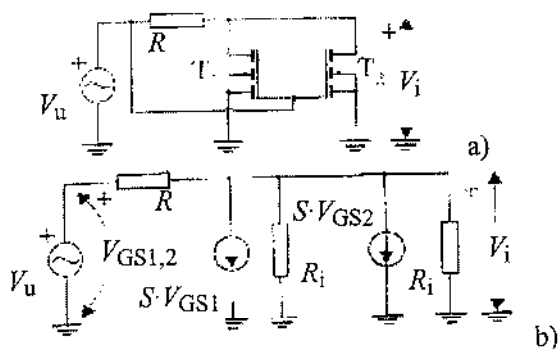 R
+
+
T
T
V_u
V_i
a)
R
+
+
S·V_GS2
V_GS1,2
V_u
S·V_GS1
R_i
R_i
V_i
b)